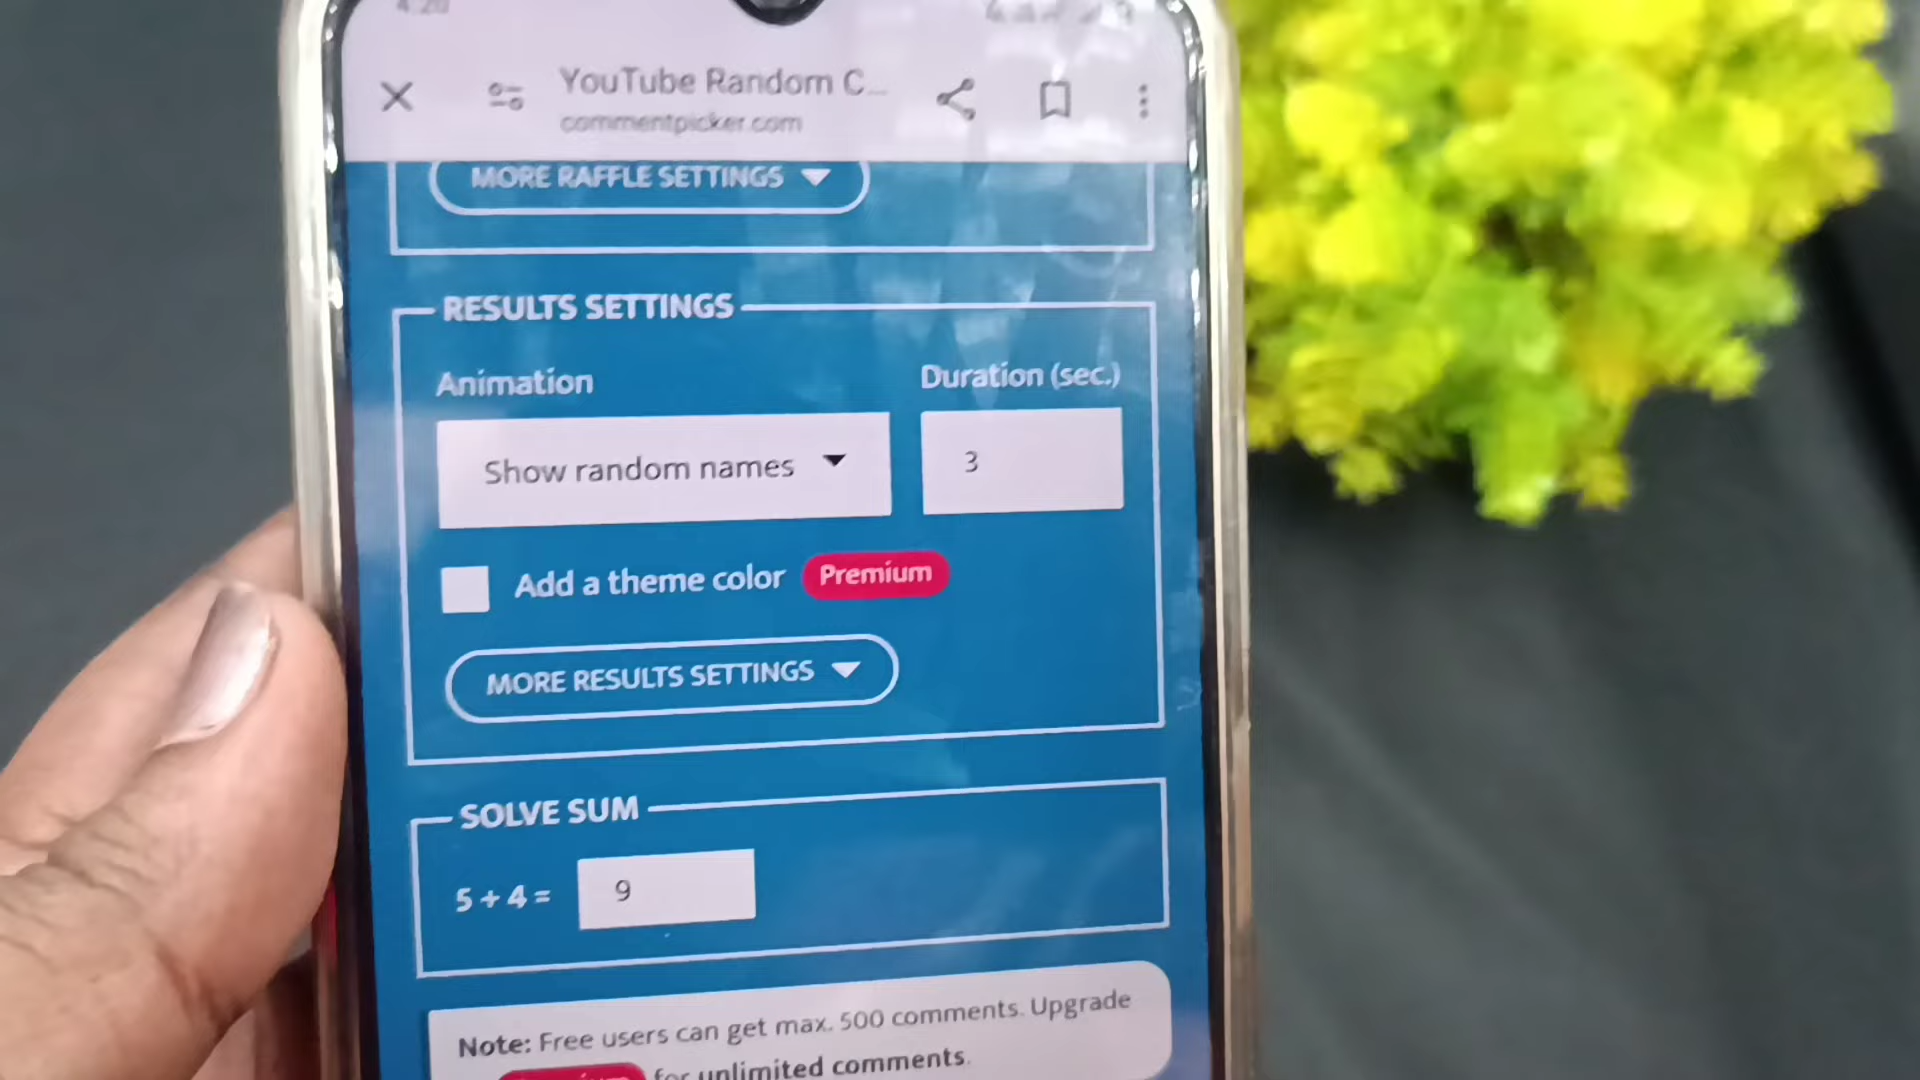 4:20
YouTube Random C...
commentpicker.com
MORE RAFFLE SETTINGS
RESULTS SETTINGS
Animation
Duration (sec.)
Show random names
3
Add a theme color Premium
MORE RESULTS SETTINGS
SOLVE SUM
5 + 4 = 9
Note: Free users can get max. 500 comments. Upgrade
for unlimited comments.